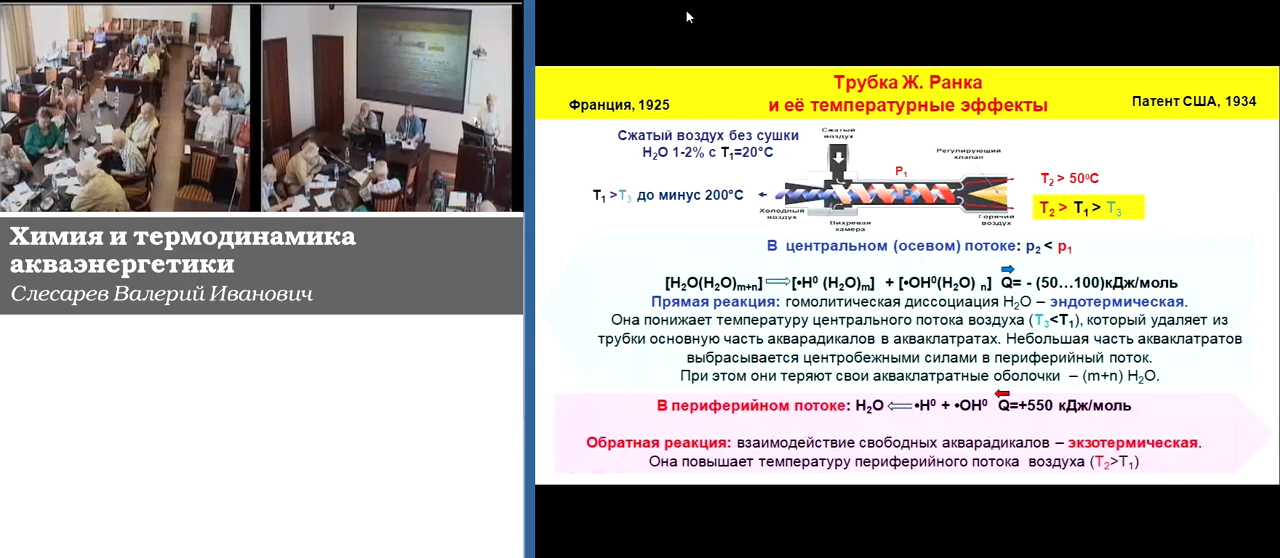 Химия и термодинамика
акваэнергетики
Слесарев Валерий Иванович
Трубка Ж. Ранка
и её температурные эффекты
Франция, 1925
Патент США, 1934
Сжатый воздух без сушки
H₂O 1-2% с T₁=20°C
Сжатый
воздух
Регулирующий
клапан
P₁
T₂ > 50⁰C
T₁ >T₃ до минус 200°C
T₂ > T₁ > T₃
Холодный
воздух
Вихревая
камера
Горячий
воздух
В центральном (осевом) потоке: p₂ < p₁
[H₂O(H₂O)m+n] ⟹ [•H⁰ (H₂O)m] + [•OH⁰(H₂O) n] Q= - (50…100)кДж/моль
Прямая реакция: гомолитическая диссоциация H₂O – эндотермическая.
Она понижает температуру центрального потока воздуха (T₃<T₁), который удаляет из
трубки основную часть аварадикалов в акваклатратах. Небольшая часть акваклатратов
выбрасывается центробежными силами в периферийный поток.
При этом они теряют свои акваклатратные оболочки – (m+n) H₂O.
В периферийном потоке: H₂O ⟸ •H⁰ + •OH⁰ Q=+550 кДж/моль
Обратная реакция: взаимодействие свободных аварадикалов – экзотермическая.
Она повышает температуру периферийного потока воздуха (T₂>T₁)